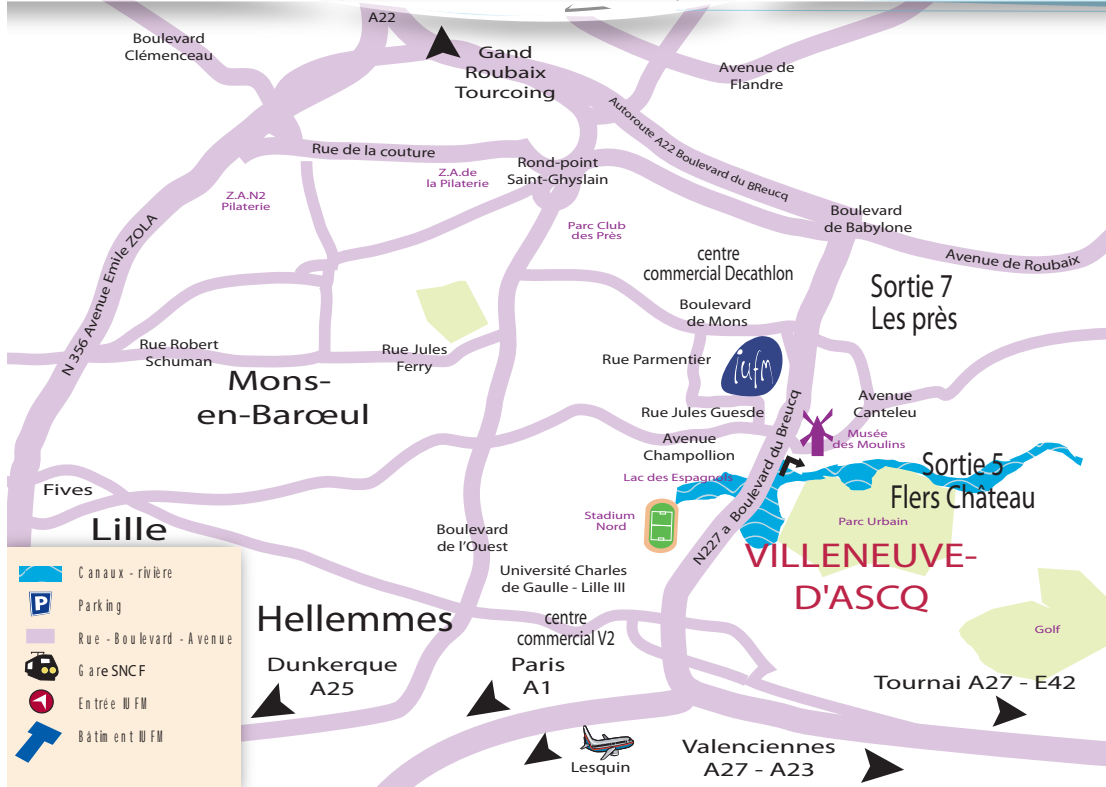 A22
Boulevard
Clémenceau
Gand
Roubaix
Tourcoing
Avenue de
Flandre
Autoroute A22 Boulevard du BReucq
Rue de la couture
Rond-point
Saint-Ghyslain
Z.A.de
la Pilaterie
Z.A.N2
Pilaterie
Parc Club
des Près
Boulevard
de Babylone
Avenue de Roubaix
centre
commercial Decathlon
N 356 Avenue Emile ZOLA
Sortie 7
Les près
Boulevard
de Mons
Rue Robert
Schuman
Rue Jules
Ferry
Rue Parmentier
iufm
Mons-
en-Barœul
Rue Jules Guesde
Avenue
Canteleu
Avenue
Champollion
Musée
des Moulins
N227 a Boulevard du Breucq
Lac des Espagnols
Sortie 5
Flers Château
Fives
Lille
Stadium
Nord
Parc Urbain
Boulevard
de l'Ouest
VILLENEUVE-
D'ASCQ
Université Charles
de Gaulle - Lille III
Hellemmes
centre
commercial V2
Golf
Dunkerque
A25
Paris
A1
Tournai A27 - E42
Lesquin
Valenciennes
A27 - A23
Canaux - rivière
P
Parking
Rue - Boulevard - Avenue
Gare SNCF
Entrée IUFM
Bâtiment IUFM